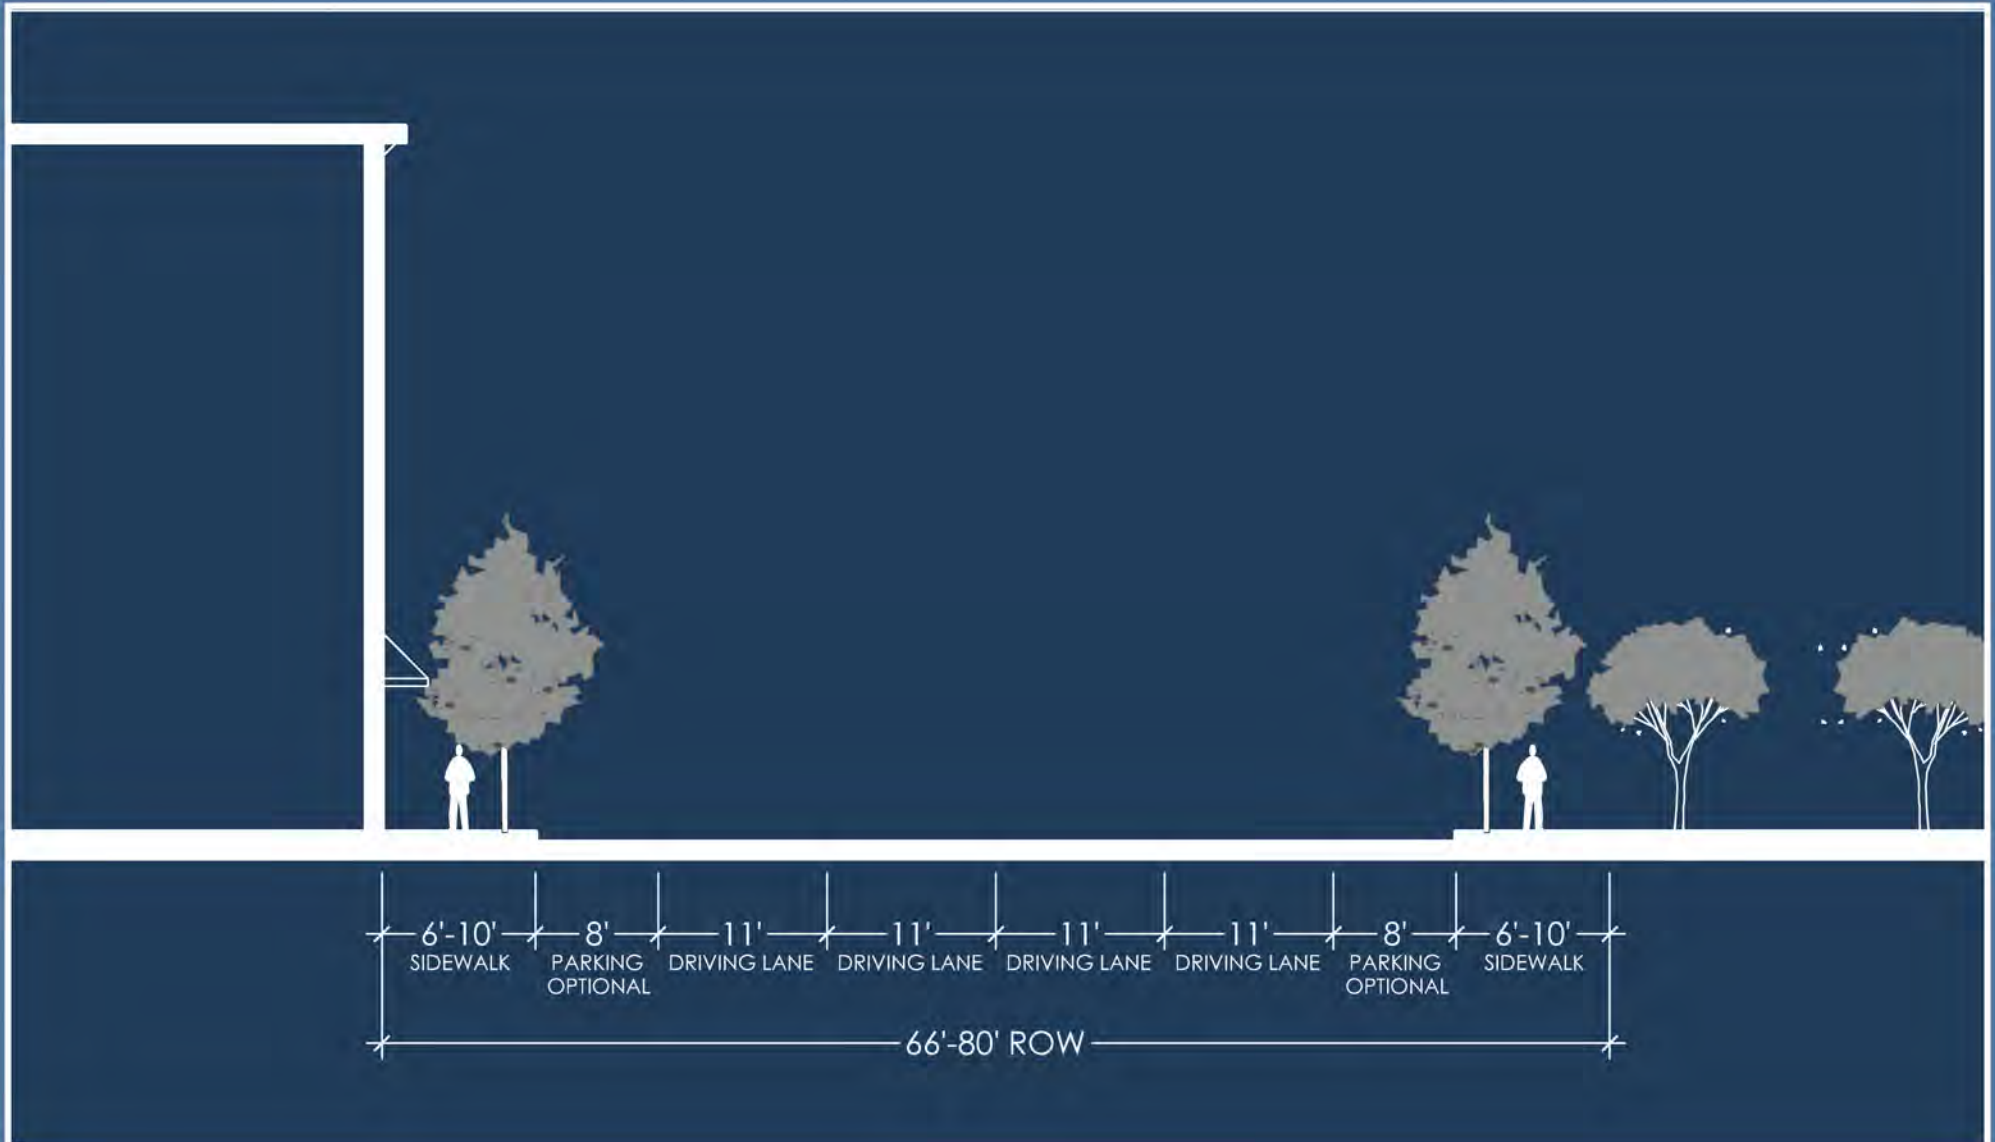 6'-10' 8' 11' 11' 11' 11' 8' 6'-10'
SIDEWALK PARKING DRIVING LANE DRIVING LANE DRIVING LANE DRIVING LANE PARKING SIDEWALK
OPTIONAL OPTIONAL
66'-80' ROW